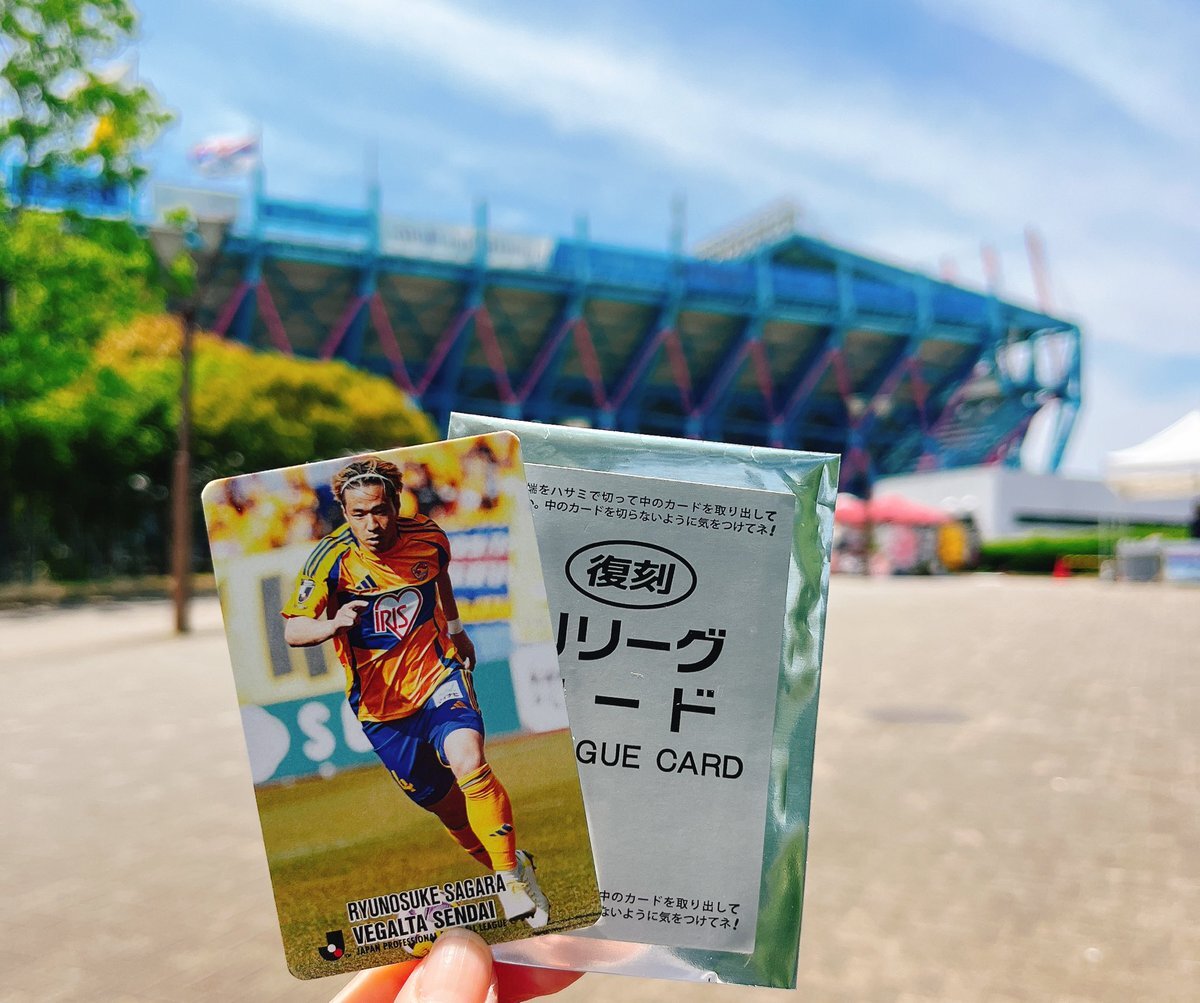 IRIS
RYUNOSUKE SAGARA
VEGALTA SENDAI
JAPAN PROFESSIONAL
LEAGUE
端をハサミで切って中のカードを取り出して
。中のカードを切らないように気をつけてネ!
復刻
Jリーグ
ード
GUE CARD
中のカードを取り出して
ないように気をつけてネ!